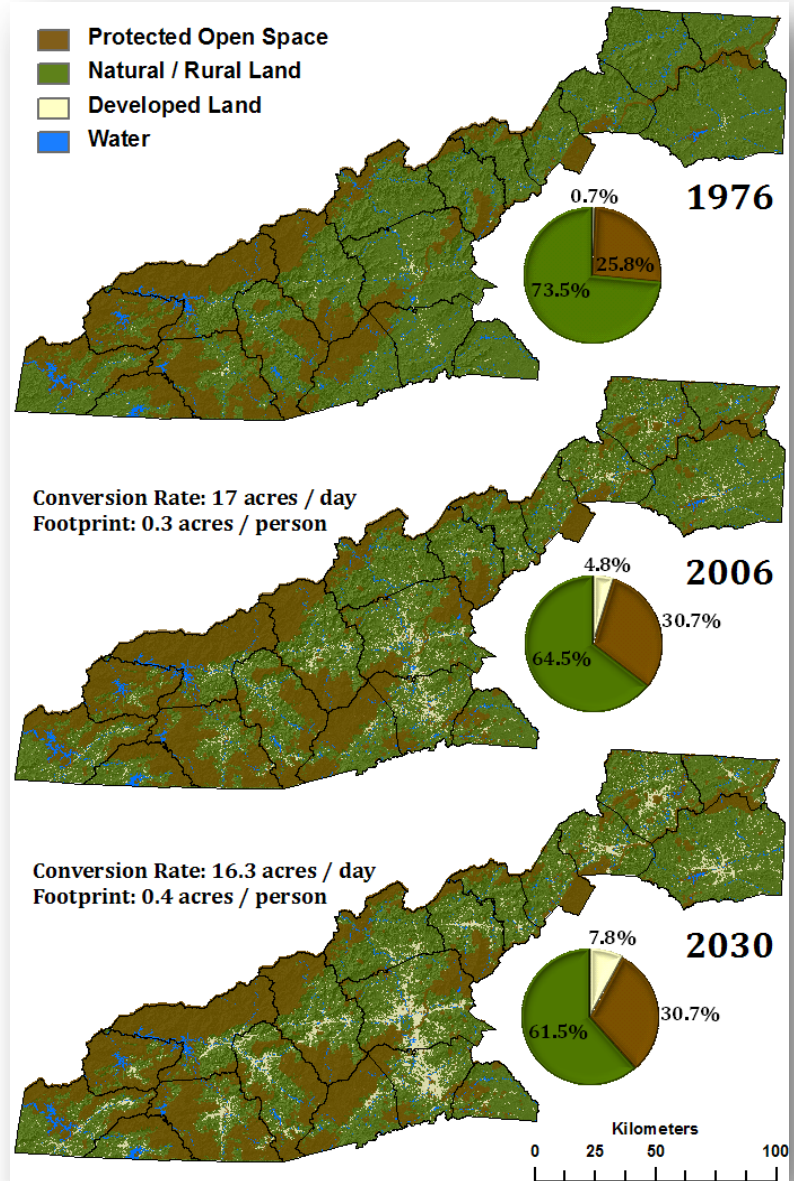 Protected Open Space
Natural / Rural Land
Developed Land
Water
1976
0.7%
25.8%
73.5%
Conversion Rate: 17 acres / day
Footprint: 0.3 acres / person
2006
4.8%
30.7%
64.5%
Conversion Rate: 16.3 acres / day
Footprint: 0.4 acres / person
2030
7.8%
30.7%
61.5%
Kilometers
0 25 50 100